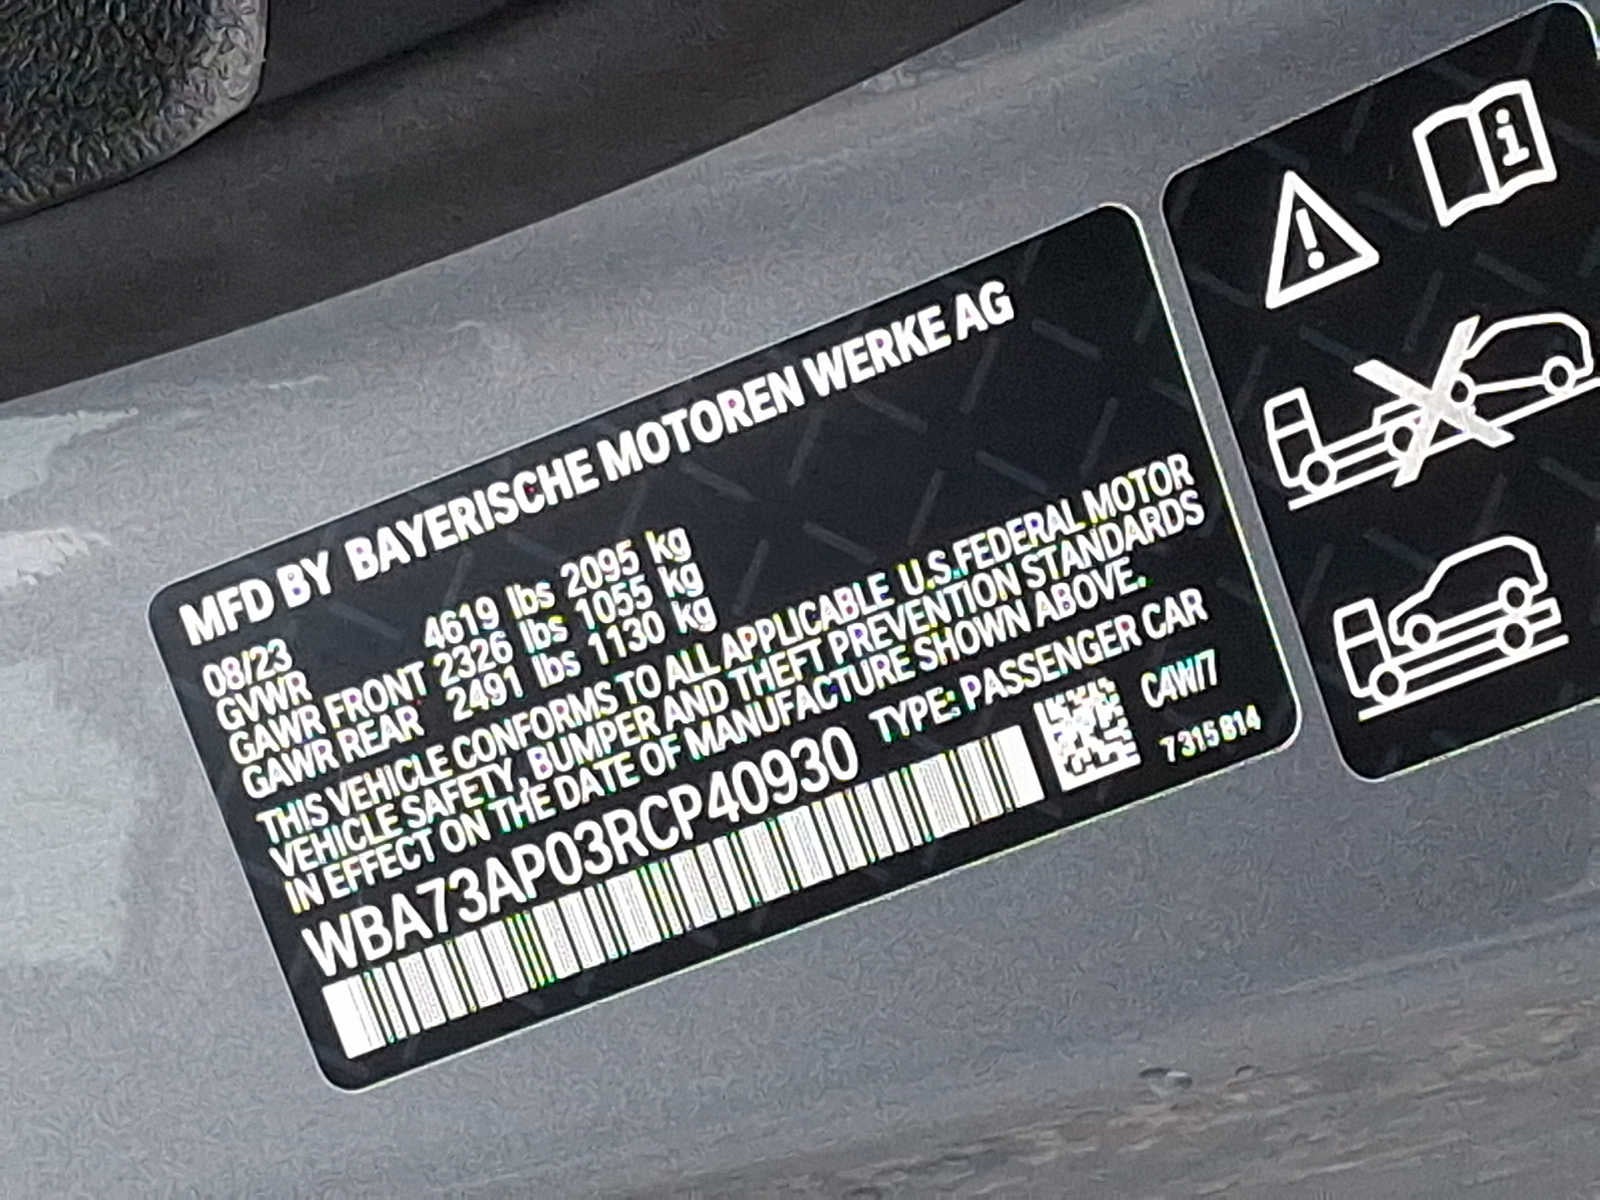 MFD BY BAYERISCHE MOTOREN WERKE AG
08/23
GVWR 4619 lbs 2095 kg
GAWR FRONT 2326 lbs 1055 kg
GAWR REAR 2491 lbs 1130 kg
THIS VEHICLE CONFORMS TO ALL APPLICABLE U.S.FEDERAL MOTOR
VEHICLE SAFETY, BUMPER AND THEFT PREVENTION STANDARDS
IN EFFECT ON THE DATE OF MANUFACTURE SHOWN ABOVE.
WBA73AP03RCP40930 TYPE: PASSENGER CAR
C4W/7
7315814